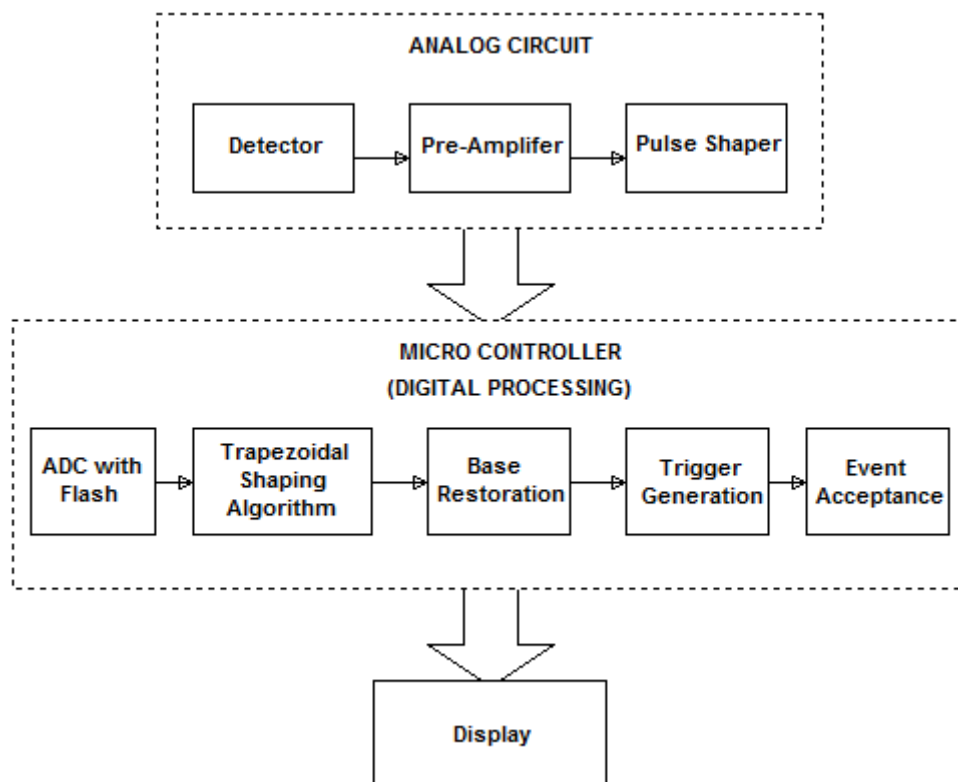 ANALOG CIRCUIT
Detector
Pre-Amplifer
Pulse Shaper
MICRO CONTROLLER
(DIGITAL PROCESSING)
ADC with
Flash
Trapezoidal
Shaping
Algorithm
Base
Restoration
Trigger
Generation
Event
Acceptance
Display